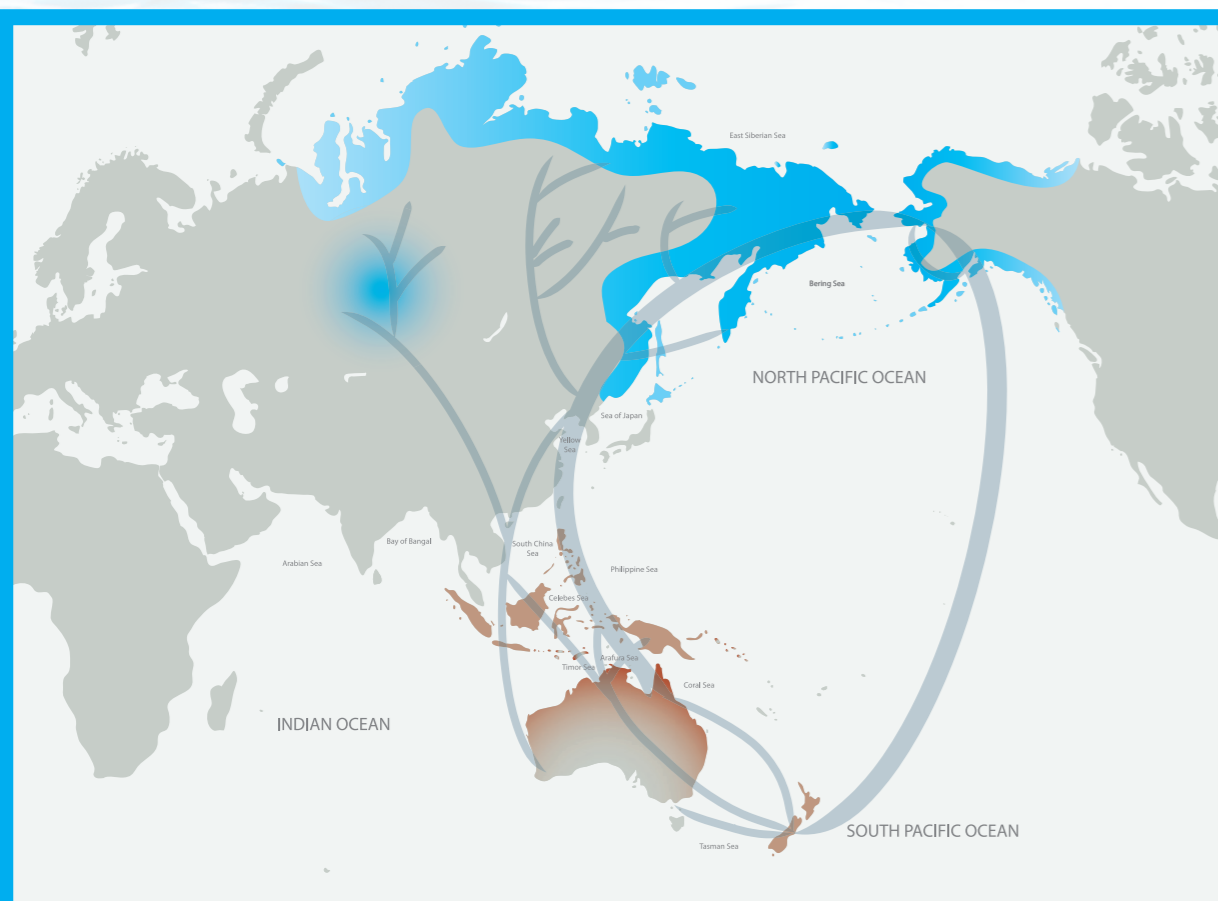 East Siberian Sea
Bering Sea
NORTH PACIFIC OCEAN
Sea of Japan
Yellow
Sea
Bay of Bangal
South China
Sea
Arabian Sea
Philippine Sea
Celebes Sea
Arafura Sea
Timor Sea
Coral Sea
INDIAN OCEAN
SOUTH PACIFIC OCEAN
Tasman Sea